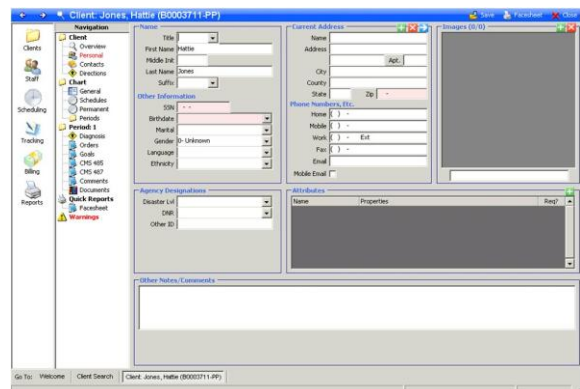 Client: Jones, Hattie (B0003711-PP)
Save Facesheet Close
Clients
Staff
Scheduling
Tracking
Billing
Reports
Navigation
Client
Overview
Personal
Contacts
Directions
Chart
General
Schedules
Permanent
Periods
Period: 1
Diagnosis
Orders
Goals
CMS 485
CMS 487
Comments
Documents
Quick Reports
Facesheet
Warnings
Name
Title
First Name Hattie
Middle Init
Last Name Jones
Suffix
Other Information
SSN - -
Birthdate
Marital
Gender 0- Unknown
Language
Ethnicity
Current Address
Name
Address
Apt.
City
County
State Zip -
Phone Numbers, Etc.
Home ( ) -
Mobile ( ) -
Work ( ) - Ext
Fax ( ) -
Email
Mobile Email
Images (0/0)
Agency Designations
Disaster Lvl
DNR
Other ID
Attributes
Name Properties Req?
Other Notes/Comments
Go To: Welcome Client Search Client: Jones, Hattie (B0003711-PP)